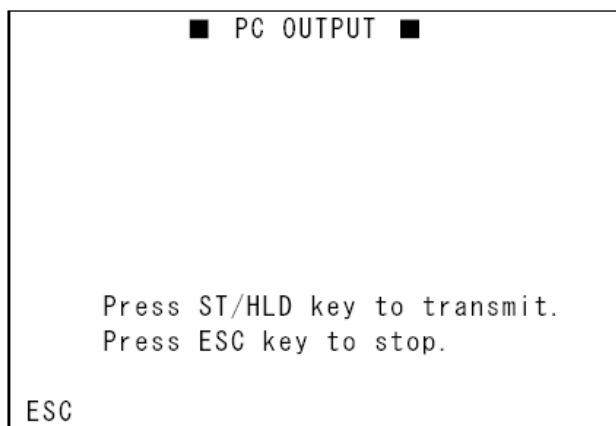 ■ PC OUTPUT ■
Press ST/HLD key to transmit.
Press ESC key to stop.
ESC